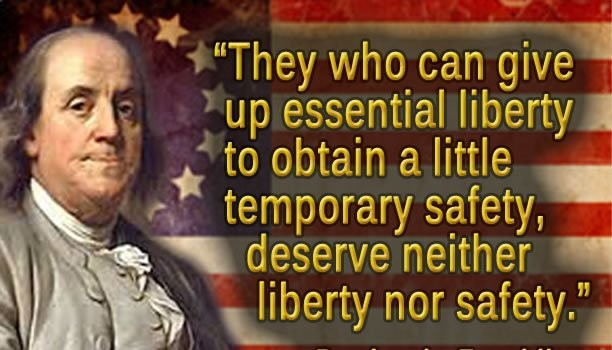 “They who can give
up essential liberty
to obtain a little
temporary safety,
deserve neither
liberty nor safety.”